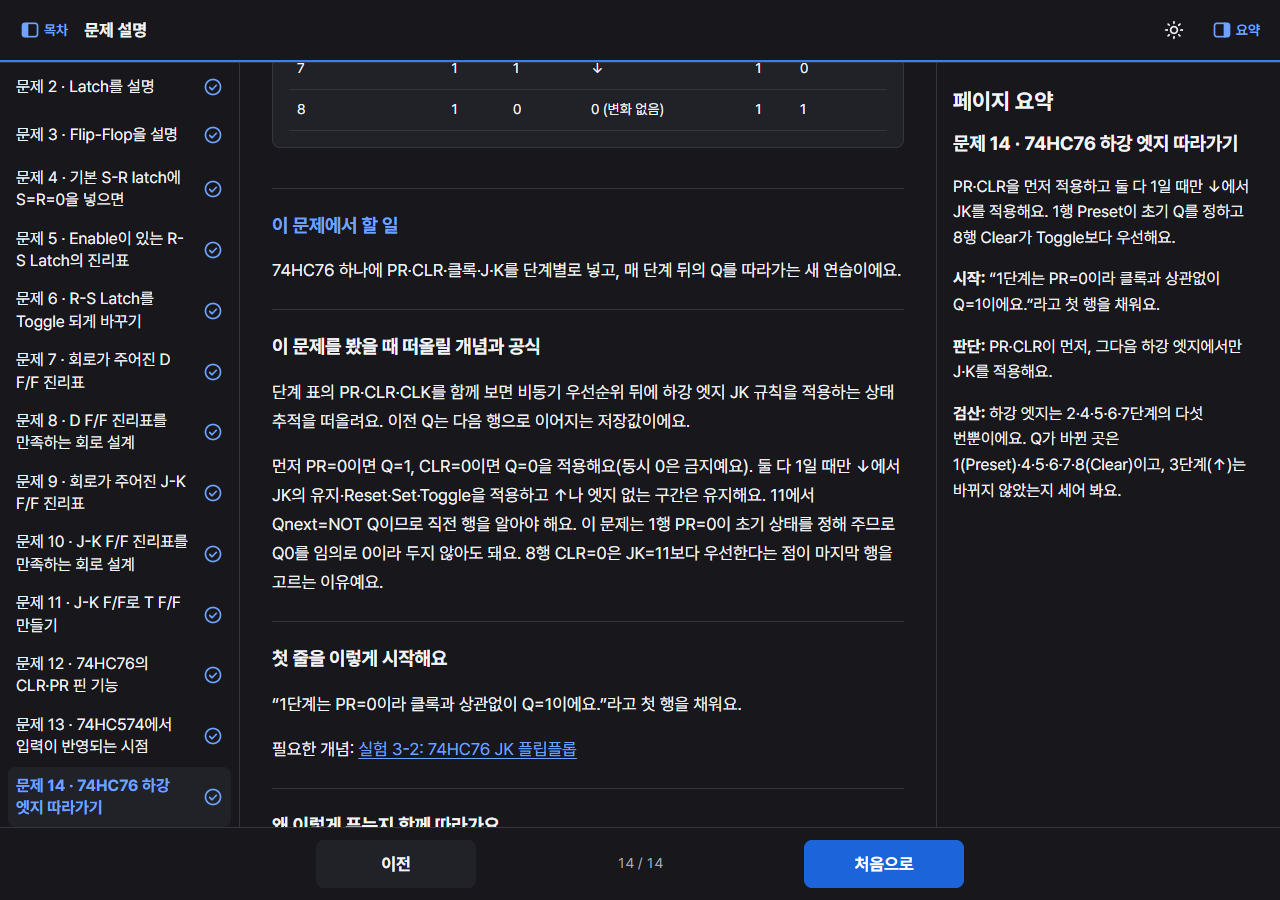 목차 문제 설명 요약
문제 2 · Latch를 설명
문제 3 · Flip-Flop을 설명
문제 4 · 기본 S-R latch에
S=R=0을 넣으면
문제 5 · Enable이 있는 R-
S Latch의 진리표
문제 6 · R-S Latch를
Toggle 되게 바꾸기
문제 7 · 회로가 주어진 D
F/F 진리표
문제 8 · D F/F 진리표를
만족하는 회로 설계
문제 9 · 회로가 주어진 J-K
F/F 진리표
문제 10 · J-K F/F 진리표를
만족하는 회로 설계
문제 11 · J-K F/F로 T F/F
만들기
문제 12 · 74HC76의
CLR·PR 핀 기능
문제 13 · 74HC574에서
입력이 반영되는 시점
문제 14 · 74HC76 하강
엣지 따라가기
7 1 1 ↓ 1 0
8 1 0 0 (변화 없음) 1 1
이 문제에서 할 일
74HC76 하나에 PR·CLR·클록·J·K를 단계별로 넣고, 매 단계 뒤의 Q를 따라가는 새 연습이에요.
이 문제를 봤을 때 떠올릴 개념과 공식
단계 표의 PR·CLR·CLK를 함께 보면 비동기 우선순위 뒤에 하강 엣지 JK 규칙을 적용하는 상태
추적을 떠올려요. 이전 Q는 다음 행으로 이어지는 저장값이에요.
먼저 PR=0이면 Q=1, CLR=0이면 Q=0을 적용해요(동시 0은 금지예요). 둘 다 1일 때만 ↓에서
JK의 유지·Reset·Set·Toggle을 적용하고 ↑나 엣지 없는 구간은 유지해요. 11에서
Qnext=NOT Q이므로 직전 행을 알아야 해요. 이 문제는 1행 PR=0이 초기 상태를 정해 주므로
Q0를 임의로 0이라 두지 않아도 돼요. 8행 CLR=0은 JK=11보다 우선한다는 점이 마지막 행을
고르는 이유예요.
첫 줄을 이렇게 시작해요
“1단계는 PR=0이라 클록과 상관없이 Q=1이에요.”라고 첫 행을 채워요.
필요한 개념: 실험 3-2: 74HC76 JK 플립플롭
왜 이렇게 푸는지 함께 따라가요
페이지 요약
문제 14 · 74HC76 하강 엣지 따라가기
PR·CLR을 먼저 적용하고 둘 다 1일 때만 ↓에서
JK를 적용해요. 1행 Preset이 초기 Q를 정하고
8행 Clear가 Toggle보다 우선해요.
시작: “1단계는 PR=0이라 클록과 상관없이
Q=1이에요.”라고 첫 행을 채워요.
판단: PR·CLR이 먼저, 그다음 하강 엣지에서만
J·K를 적용해요.
검산: 하강 엣지는 2·4·5·6·7단계의 다섯
번뿐이에요. Q가 바뀐 곳은
1(Preset)·4·5·6·7·8(Clear)이고, 3단계(↑)는
바뀌지 않았는지 세어 봐요.
이전 14 / 14 처음으로